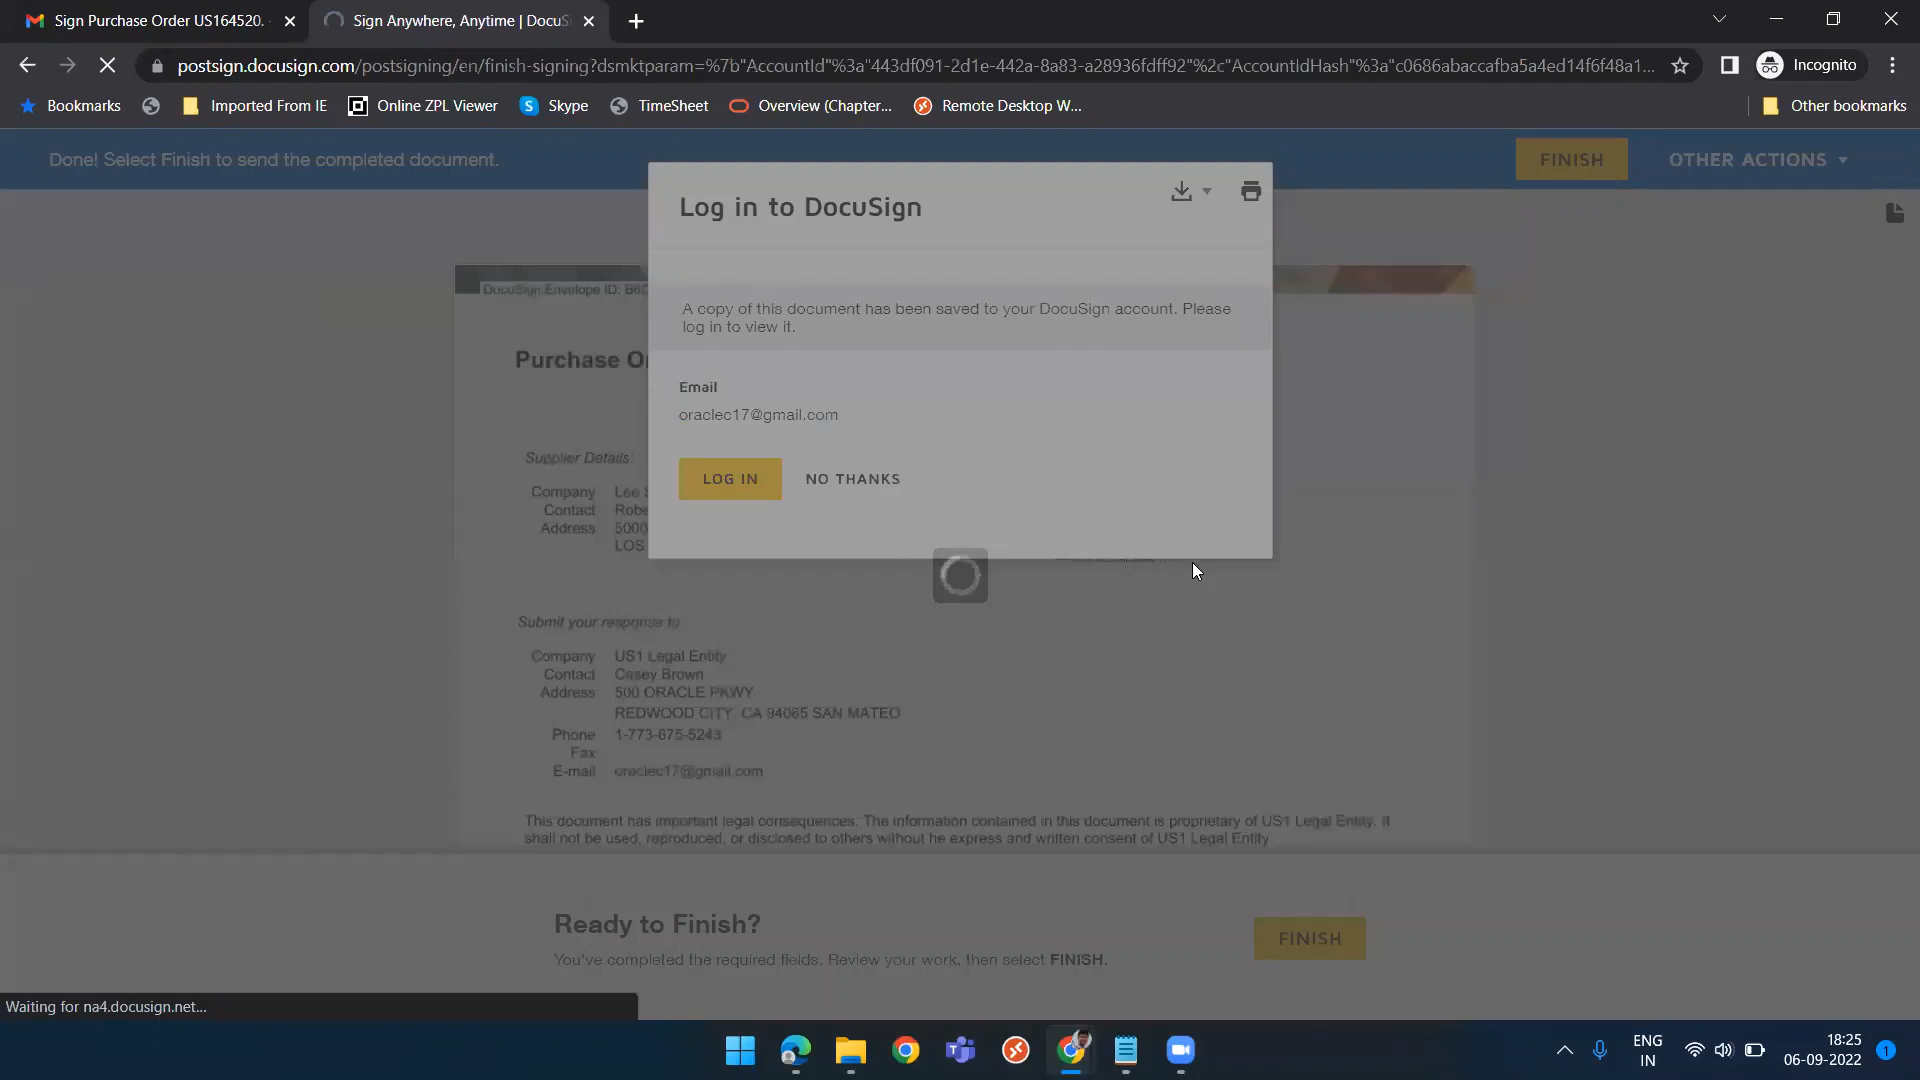 Sign Purchase Order US164520.
Sign Anywhere, Anytime | DocuS
postsign.docusign.com/postsigning/en/finish-signing?dsmktparam=%7b"AccountId"%3a"443df091-2d1e-442a-8a83-a28936fdff92"%2c"AccountIdHash"%3a"c0686abaccafba5a4ed14f6f48a1...
Incognito
Bookmarks
Imported From IE
Online ZPL Viewer
Skype
TimeSheet
Overview (Chapter...
Remote Desktop W...
Other bookmarks
Done! Select Finish to send the completed document.
FINISH
OTHER ACTIONS
Log in to DocuSign
DocuSign Envelope ID: B6
A copy of this document has been saved to your DocuSign account. Please
log in to view it.
Purchase O
Email
oraclec17@gmail.com
Supplier Details
LOG IN
NO THANKS
Company Lee S
Contact Robe
Address 5000
LOS
Submit your response to
Company US1 Legal Entity
Contact Casey Brown
Address 500 ORACLE PKWY
REDWOOD CITY, CA 94065 SAN MATEO
Phone 1-773-675-5243
Fax
E-mail oraclec17@gmail.com
This document has important legal consequences. The information contained in this document is proprietary of US1 Legal Entity. It
shall not be used, reproduced, or disclosed to others without he express and written consent of US1 Legal Entity
Ready to Finish?
You've completed the required fields. Review your work, then select FINISH.
FINISH
Waiting for na4.docusign.net...
ENG
IN
18:25
06-09-2022
1